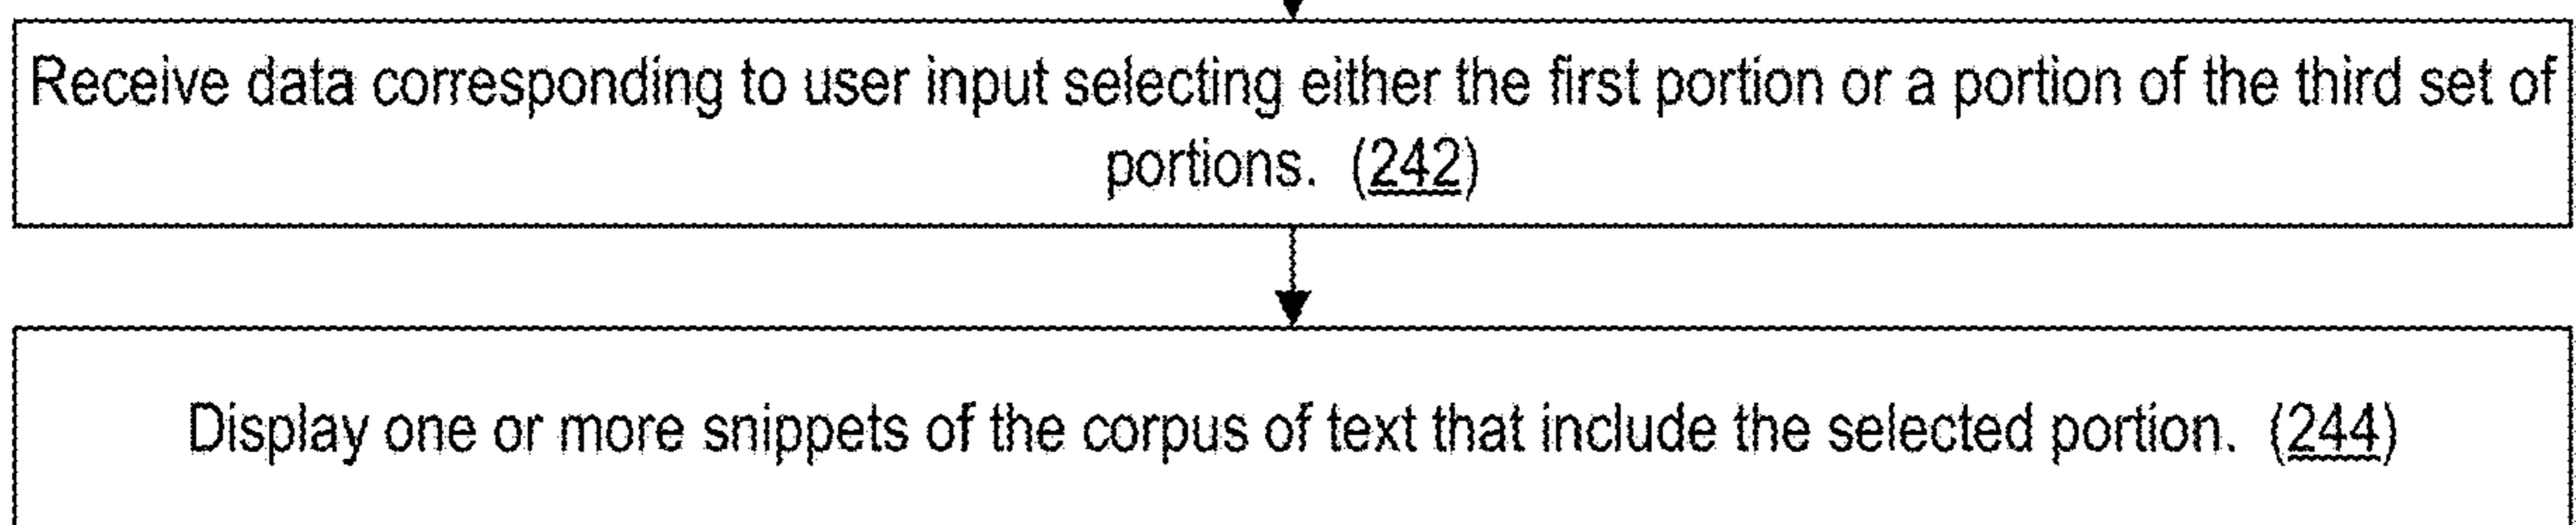 Receive data corresponding to user input selecting either the first portion or a portion of the third set of
portions. (242)
Display one or more snippets of the corpus of text that include the selected portion. (244)